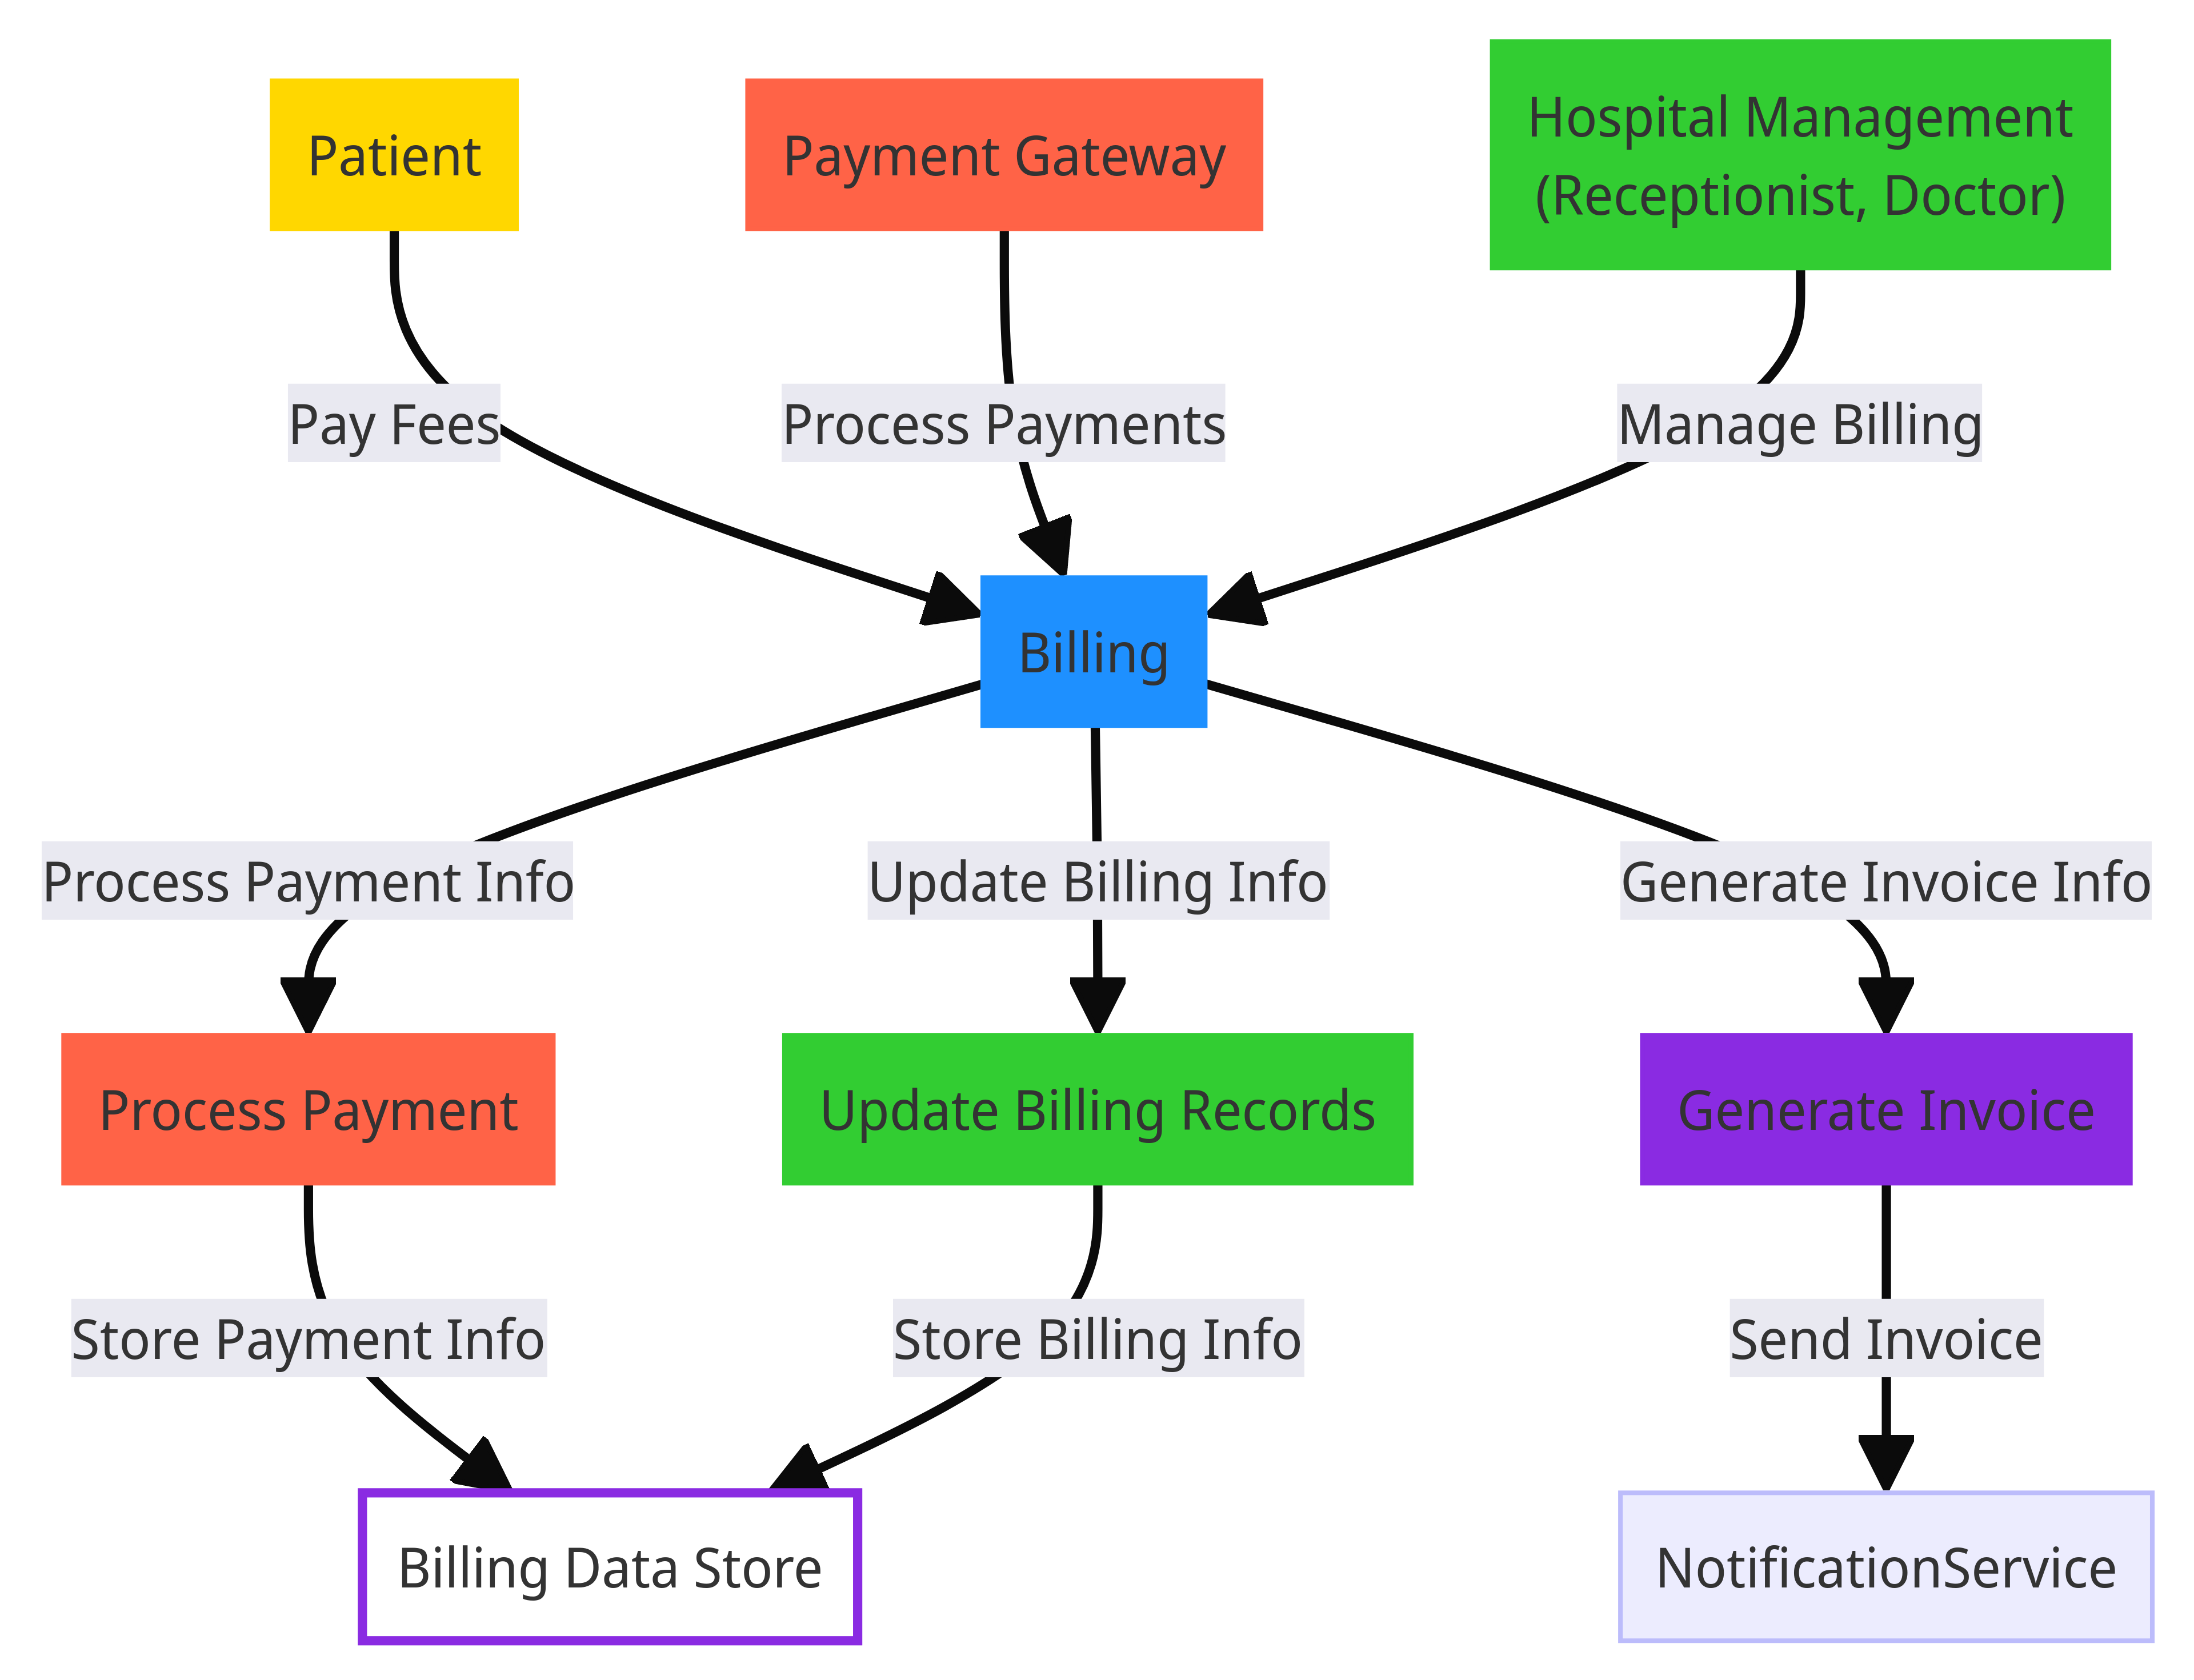 Patient
Payment Gateway
Hospital Management
(Receptionist, Doctor)
Pay Fees
Process Payments
Manage Billing
Billing
Process Payment Info
Update Billing Info
Generate Invoice Info
Process Payment
Update Billing Records
Generate Invoice
Store Payment Info
Store Billing Info
Send Invoice
Billing Data Store
NotificationService